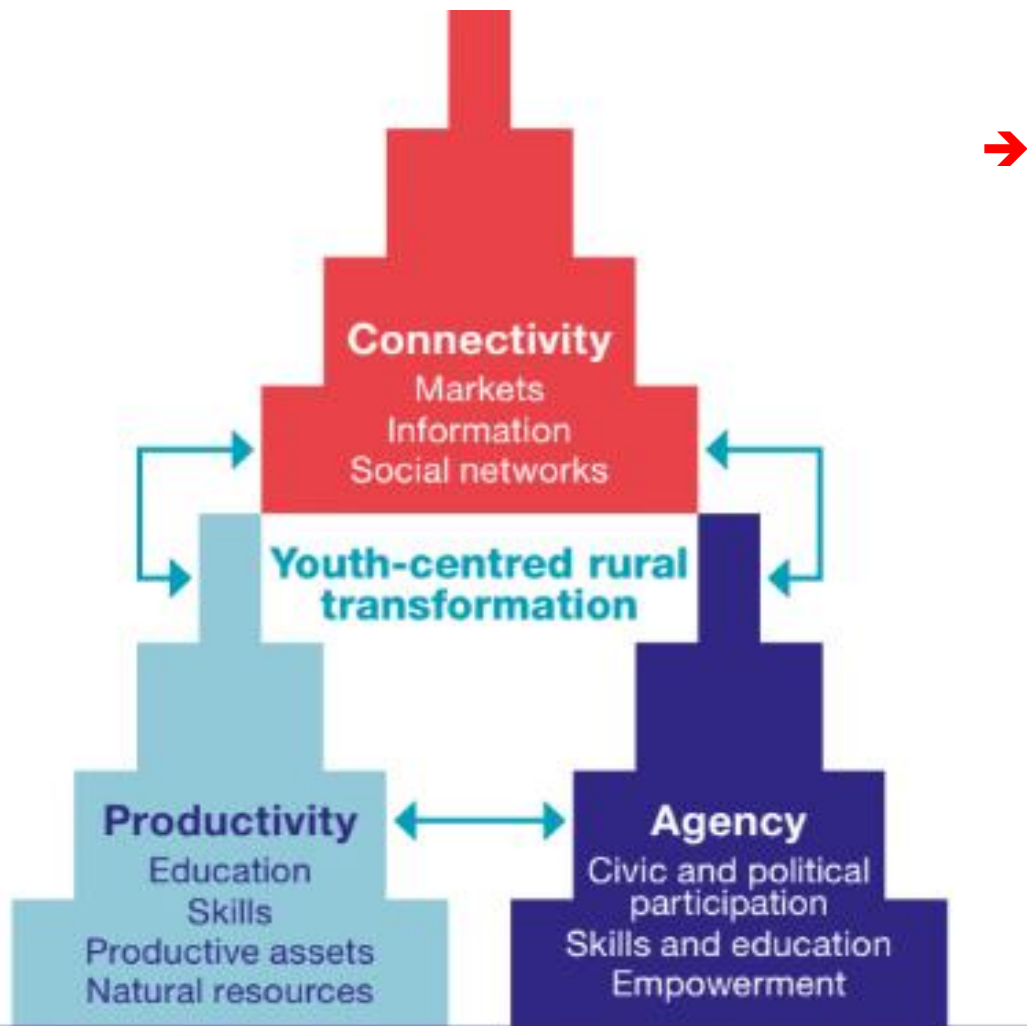 Connectivity
Markets
Information
Social networks
Youth-centred rural
transformation
Productivity
Education
Skills
Productive assets
Natural resources
Agency
Civic and political
participation
Skills and education
Empowerment